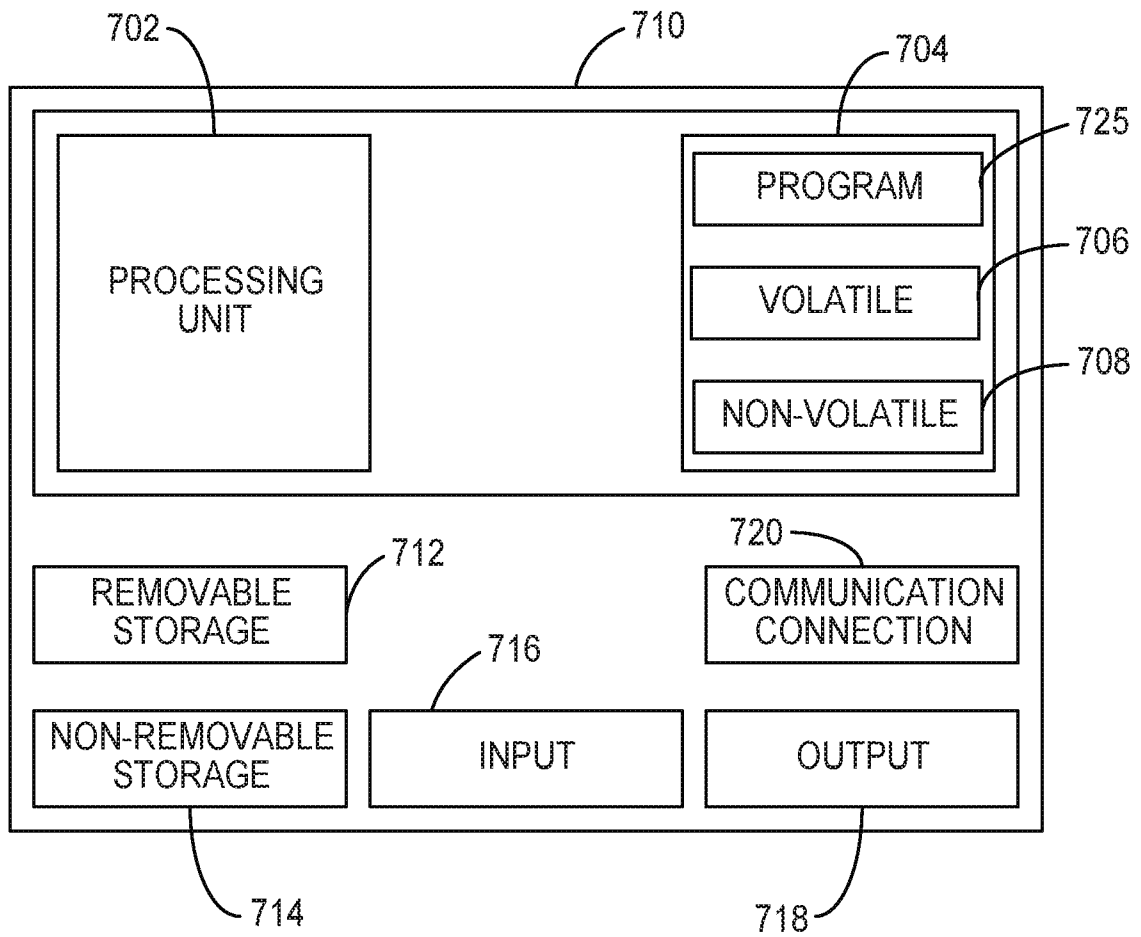 702
710
704
725
PROGRAM
706
PROCESSING
UNIT
VOLATILE
708
NON-VOLATILE
712
720
REMOVABLE
STORAGE
COMMUNICATION
CONNECTION
716
NON-REMOVABLE
STORAGE
INPUT
OUTPUT
714
718